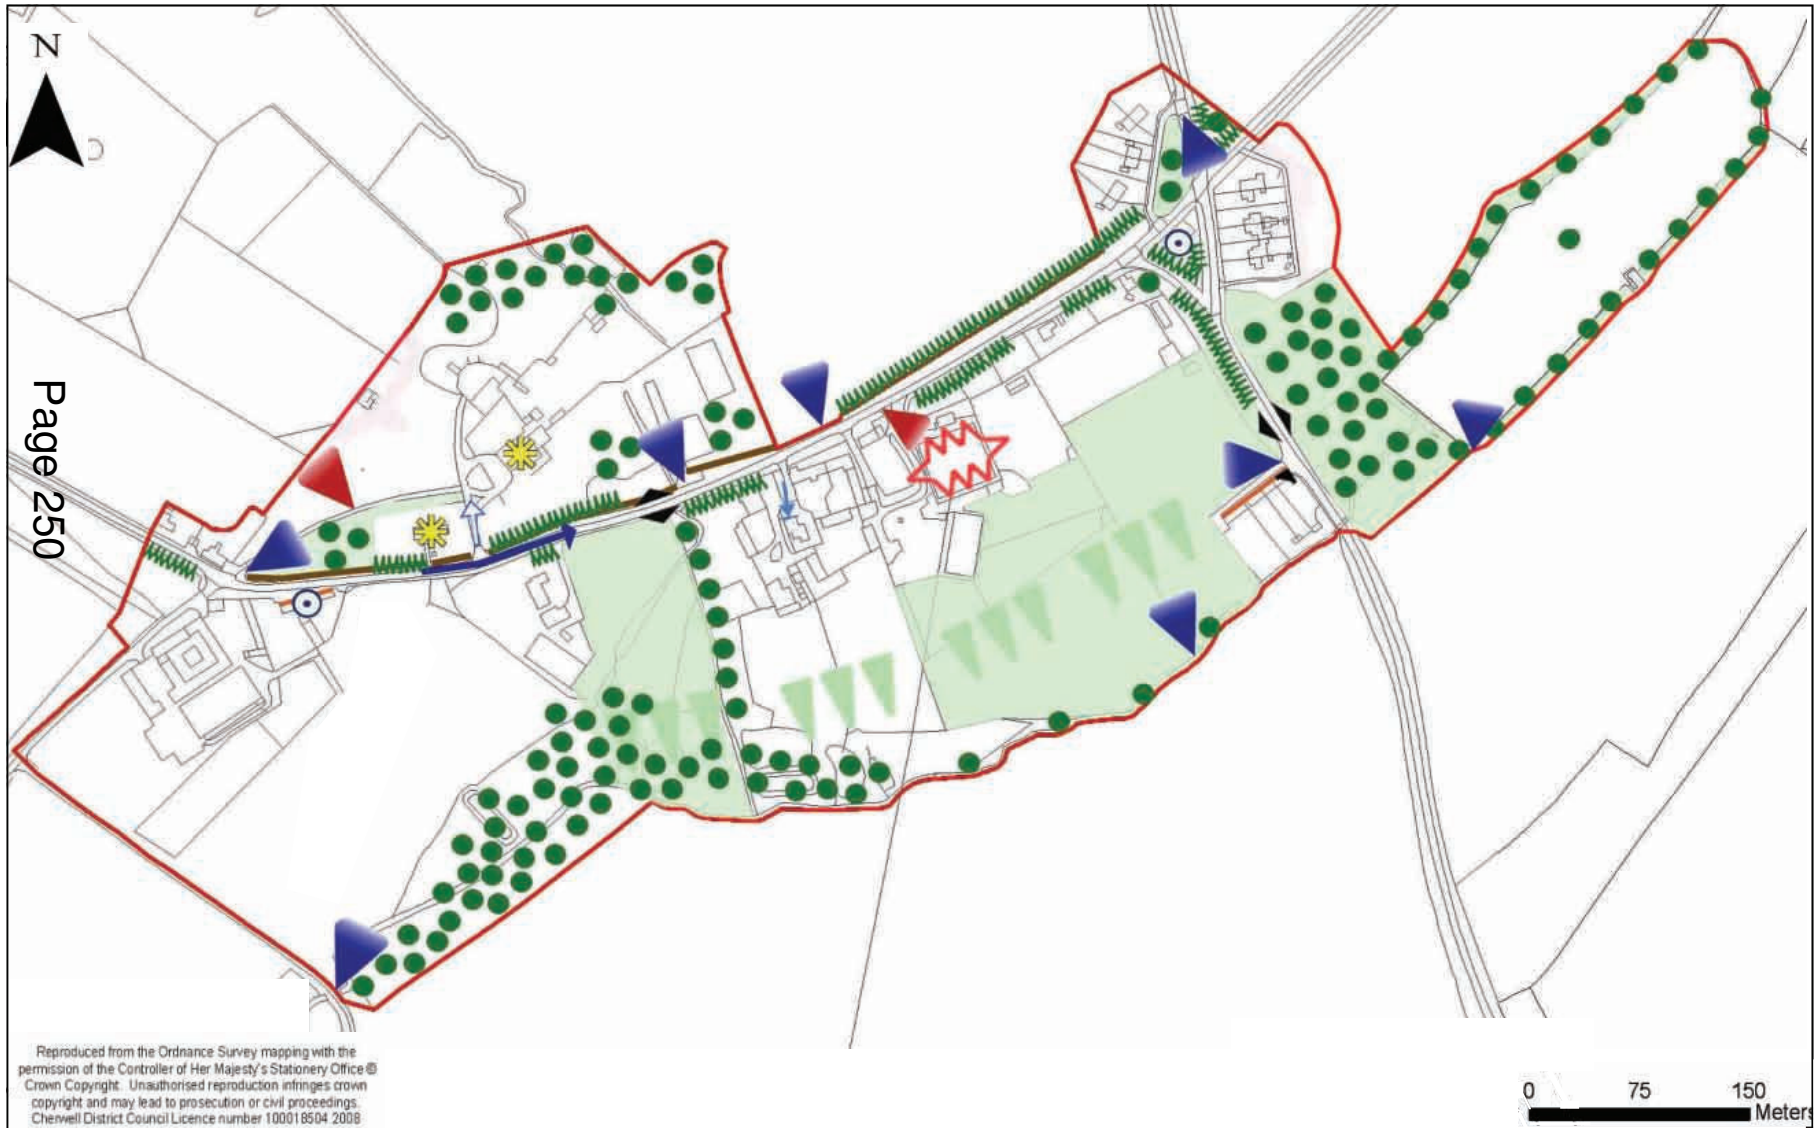 N
Page 250
Reproduced from the Ordnance Survey mapping with the
permission of the Controller of Her Majesty's Stationery Office ©
Crown Copyright. Unauthorised reproduction infringes crown
copyright and may lead to prosecution or civil proceedings.
Cherwell District Council Licence number 100018504 2008
0 75 150
Meters